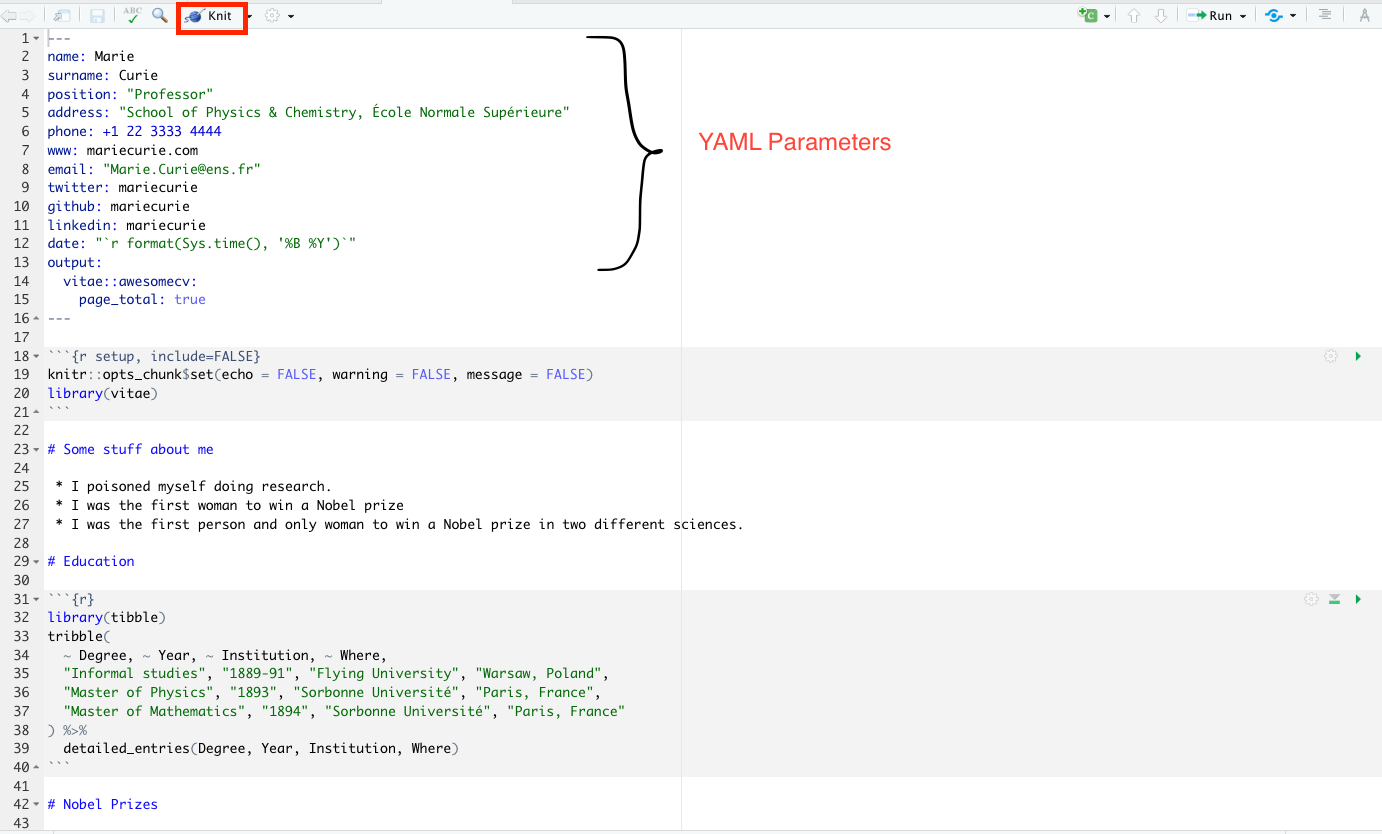 ABC Knit Run
1 ---
2 name: Marie
3 surname: Curie
4 position: "Professor"
5 address: "School of Physics & Chemistry, École Normale Supérieure"
6 phone: +1 22 3333 4444
YAML Parameters
7 www: mariecurie.com
8 email: "Marie.Curie@ens.fr"
9 twitter: mariecurie
10 github: mariecurie
11 linkedin: mariecurie
12 date: "`r format(Sys.time(), '%B %Y')`"
13 output:
14   vitae::awesomecv:
15     page_total: true
16 ---
17
18 ```{r setup, include=FALSE}
19 knitr::opts_chunk$set(echo = FALSE, warning = FALSE, message = FALSE)
20 library(vitae)
21 ```
22
23 # Some stuff about me
24
25  * I poisoned myself doing research.
26  * I was the first woman to win a Nobel prize
27  * I was the first person and only woman to win a Nobel prize in two different sciences.
28
29 # Education
30
31 ```{r}
32 library(tibble)
33 tribble(
34   ~ Degree, ~ Year, ~ Institution, ~ Where,
35   "Informal studies", "1889-91", "Flying University", "Warsaw, Poland",
36   "Master of Physics", "1893", "Sorbonne Université", "Paris, France",
37   "Master of Mathematics", "1894", "Sorbonne Université", "Paris, France"
38 ) %>%
39   detailed_entries(Degree, Year, Institution, Where)
40 ```
41
42 # Nobel Prizes
43